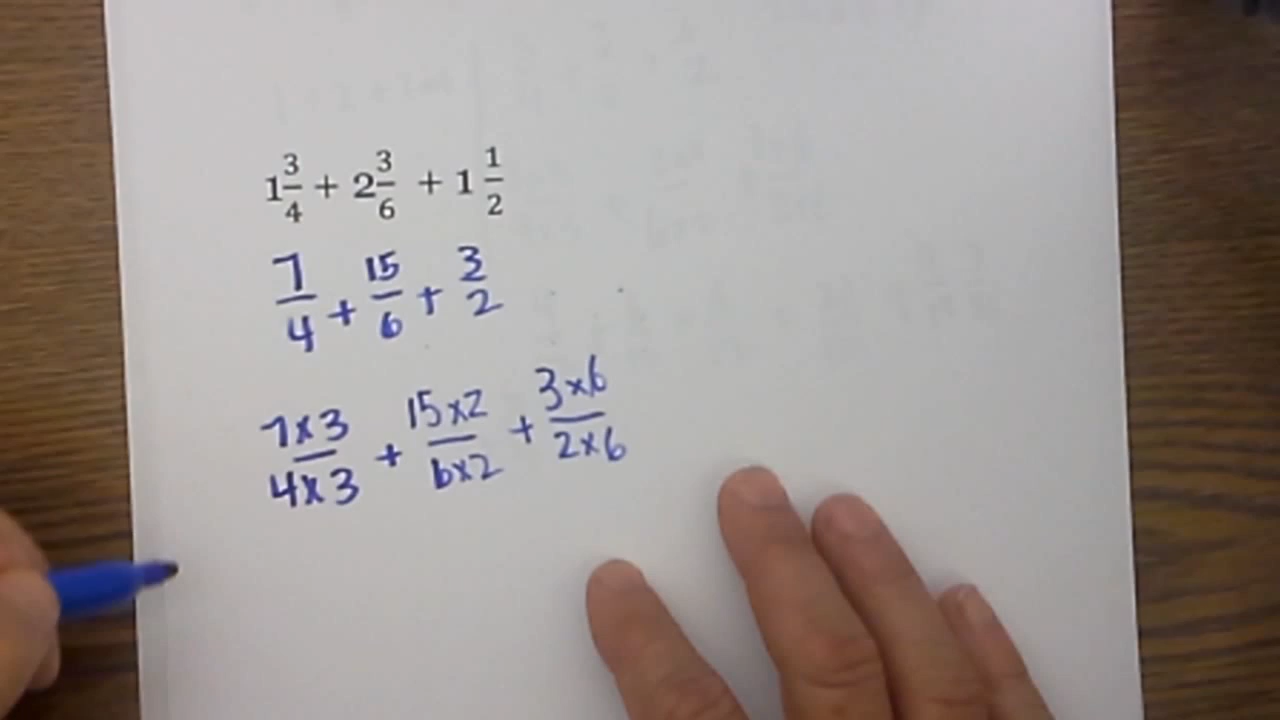 1 3/4 + 2 3/6 + 1 1/2
7/4 + 15/6 + 3/2
7x3/4x3 + 15x2/6x2 + 3x6/2x6